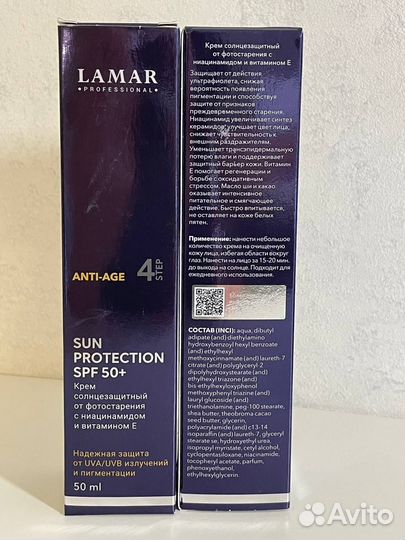 LAMAR
• PROFESSIONAL •
ANTI-AGE
4
STEP
SUN
PROTECTION
SPF 50+
Крем
солнцезащитный
от фотостарения
с ниацинамидом
и витамином Е
Надежная защита
от UVA/UVB излучений
и пигментации
50 ml
Крем солнцезащитный
от фотостарения с
ниацинамидом и витамином Е
Защищает от действия
ультрафиолета, снижая
вероятность появления
пигментации и способствуя
защите от признаков
преждевременного старения.
Ниацинамид увеличивает синтез
керамидов, улучшает цвет лица,
снижает чувствительность к
внешним раздражителям.
Уменьшает трансэпидермальную
потерю влаги и поддерживает
защитный барьер кожи. Витамин
Е помогает регенерации и
борьбе с оксидативным
стрессом. Масло ши и какао
оказывает интенсивное
питательное и смягчающее
действие. Быстро впитывается,
не оставляет на коже белых
пятен.
Применение: нанести небольшое
количество крема на очищенную
кожу лица, избегая области вокруг
глаз. Нанести на лицо за 15-20 мин.
до выхода на солнце. Подходит для
ежедневного использования.
СОСТАВ (INCI): aqua, dibutyl
adipate (and) diethylamino
hydroxybenzoyl hexyl benzoate
(and) ethylhexyl
methoxycinnamate (and) laureth-7
citrate (and) polyglyceryl-2
dipolyhydroxystearate (and)
ethylhexyl triazone (and)
bis-ethylhexyloxyphenol
methoxyphenyl triazine (and)
lauryl glucoside (and)
triethanolamine, peg-100 stearate,
shea butter, theobroma cacao
seed butter, glycerin,
polyacrylamide (and) c13-14
isoparaffin (and) laureth-7, glyceryl
stearate se, hydroxyethyl urea,
isopropyl myristate, cetyl alcohol,
cyclopentasiloxane, niacinamide,
tocopheryl acetate, parfum,
phenoxyethanol,
ethylhexylglycerin.
Avito